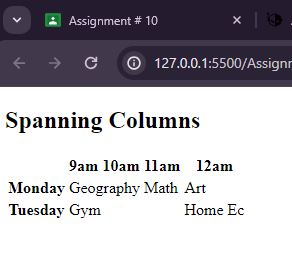 Assignment # 10
127.0.0.1:5500/Assignm
Spanning Columns
9am 10am 11am 12am
Monday Geography Math Art
Tuesday Gym Home Ec